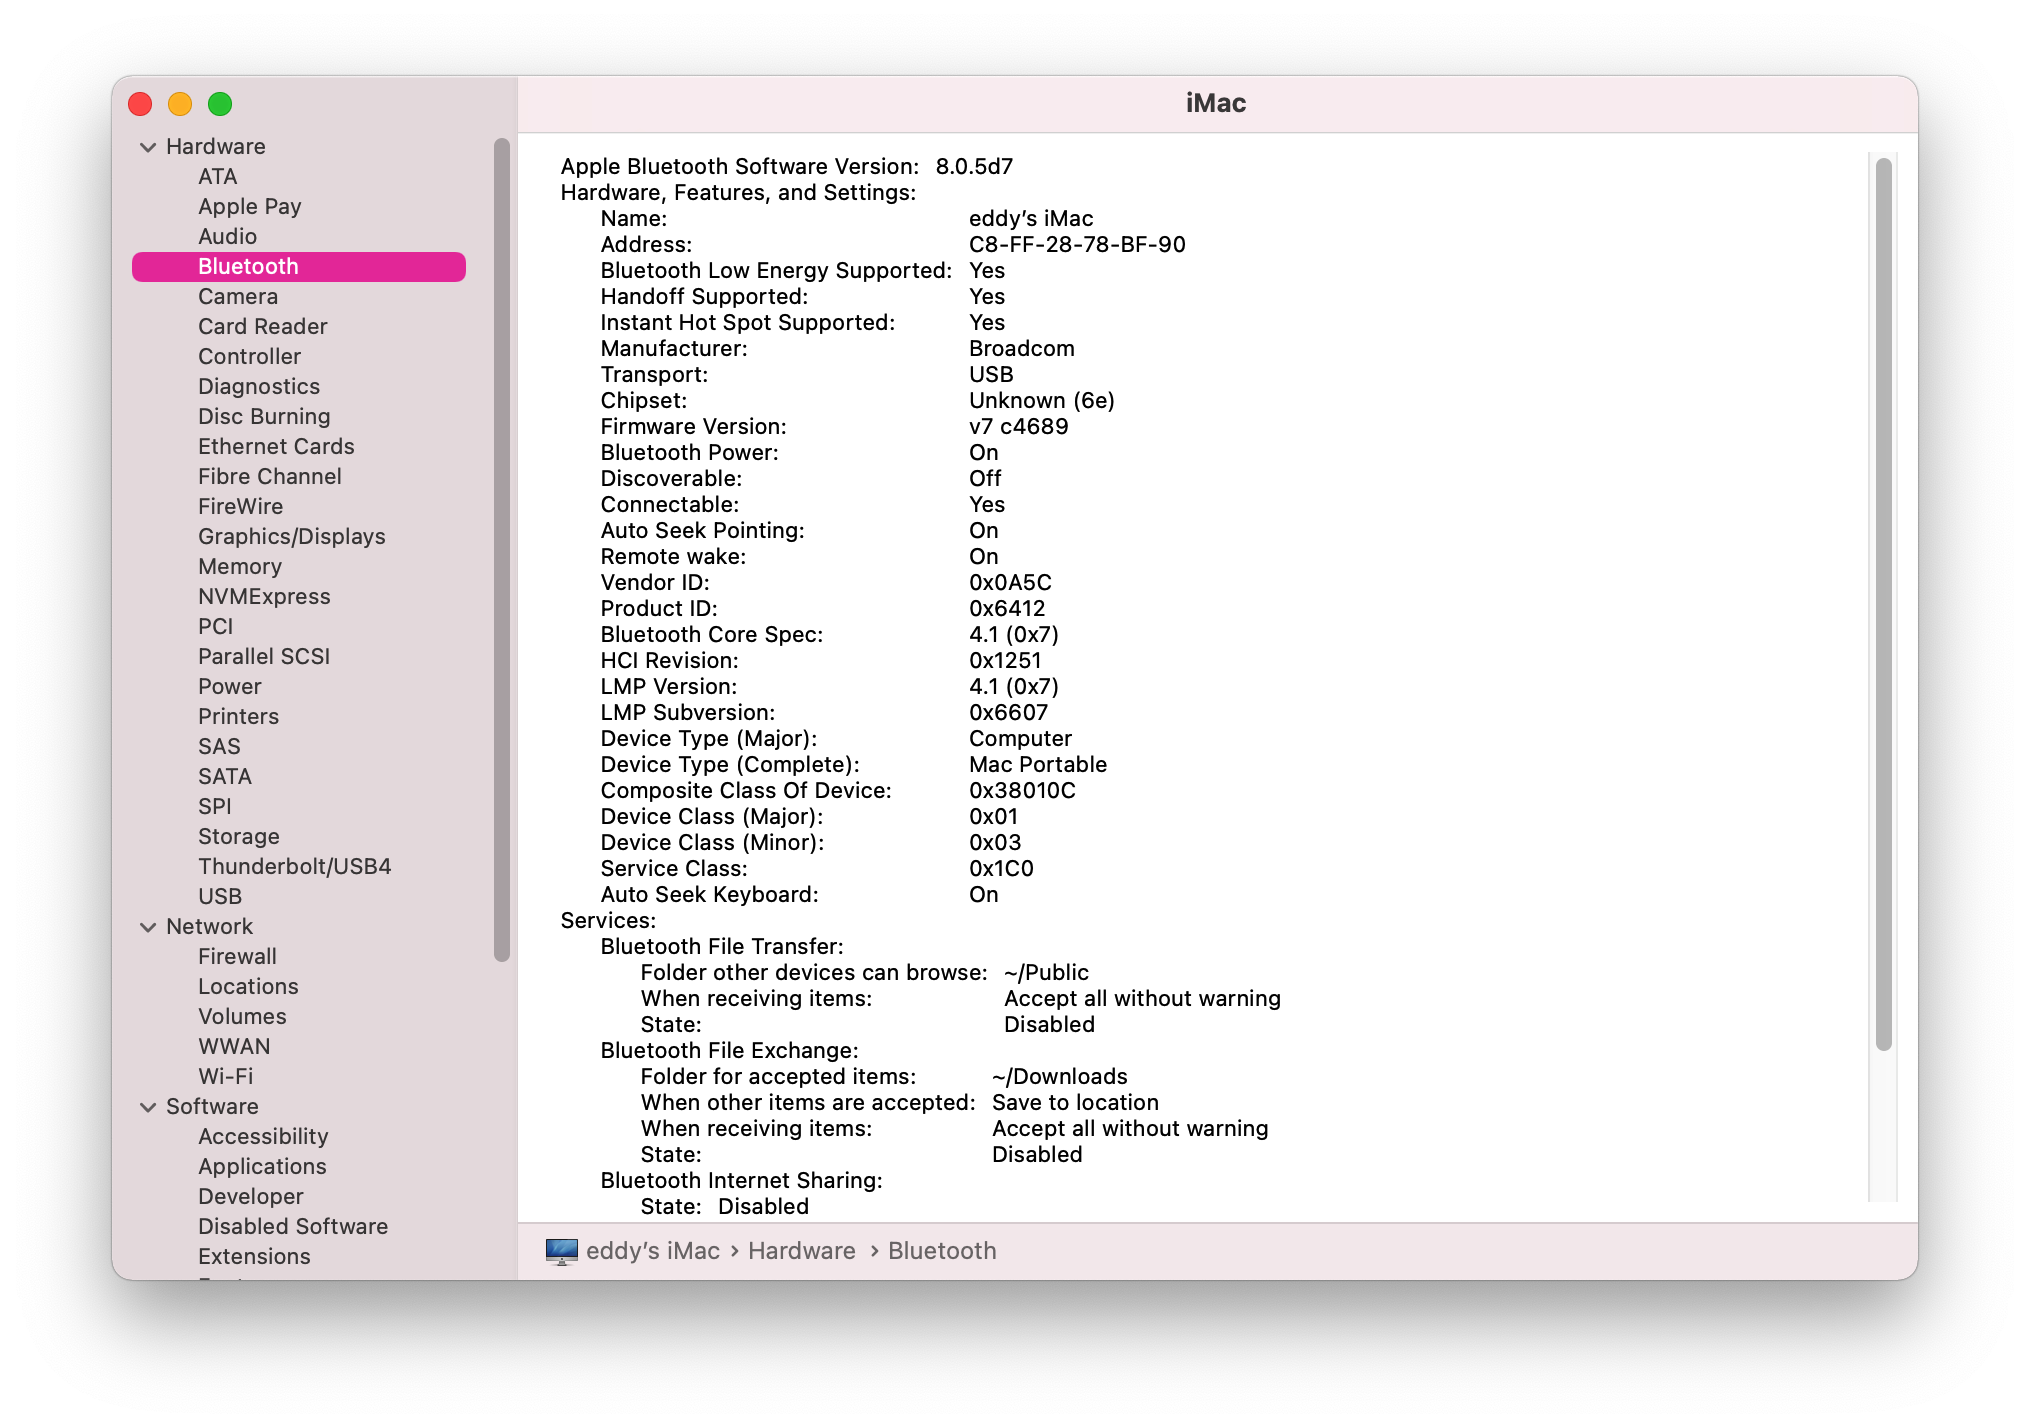 iMac
Hardware
ATA
Apple Pay
Audio
Bluetooth
Camera
Card Reader
Controller
Diagnostics
Disc Burning
Ethernet Cards
Fibre Channel
FireWire
Graphics/Displays
Memory
NVMExpress
PCI
Parallel SCSI
Power
Printers
SAS
SATA
SPI
Storage
Thunderbolt/USB4
USB
Network
Firewall
Locations
Volumes
WWAN
Wi-Fi
Software
Accessibility
Applications
Developer
Disabled Software
Extensions
Apple Bluetooth Software Version: 8.0.5d7
Hardware, Features, and Settings:
Name: eddy’s iMac
Address: C8-FF-28-78-BF-90
Bluetooth Low Energy Supported: Yes
Handoff Supported: Yes
Instant Hot Spot Supported: Yes
Manufacturer: Broadcom
Transport: USB
Chipset: Unknown (6e)
Firmware Version: v7 c4689
Bluetooth Power: On
Discoverable: Off
Connectable: Yes
Auto Seek Pointing: On
Remote wake: On
Vendor ID: 0x0A5C
Product ID: 0x6412
Bluetooth Core Spec: 4.1 (0x7)
HCI Revision: 0x1251
LMP Version: 4.1 (0x7)
LMP Subversion: 0x6607
Device Type (Major): Computer
Device Type (Complete): Mac Portable
Composite Class Of Device: 0x38010C
Device Class (Major): 0x01
Device Class (Minor): 0x03
Service Class: 0x1C0
Auto Seek Keyboard: On
Services:
Bluetooth File Transfer:
Folder other devices can browse: ~/Public
When receiving items: Accept all without warning
State: Disabled
Bluetooth File Exchange:
Folder for accepted items: ~/Downloads
When other items are accepted: Save to location
When receiving items: Accept all without warning
State: Disabled
Bluetooth Internet Sharing:
State: Disabled
eddy’s iMac › Hardware › Bluetooth